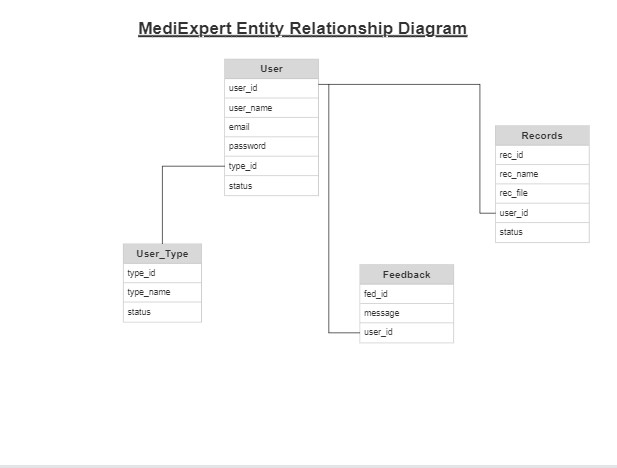 MediExpert Entity Relationship Diagram
User
user_id
user_name
email
password
type_id
status
Records
rec_id
rec_name
rec_file
user_id
status
User_Type
type_id
type_name
status
Feedback
fed_id
message
user_id